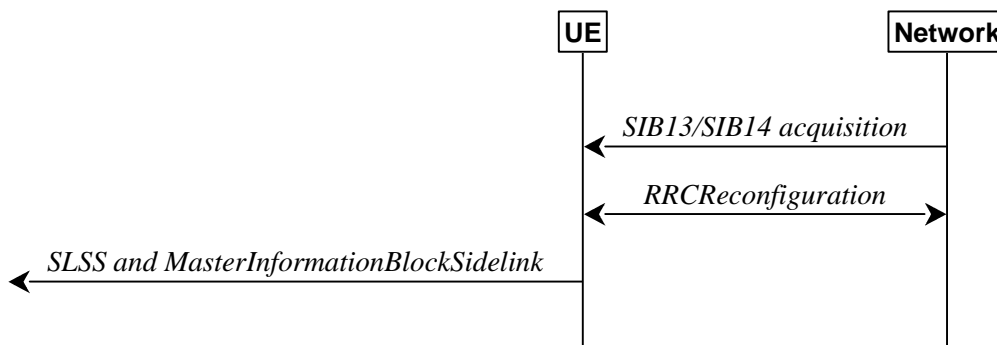 UE
Network
SIB13/SIB14 acquisition
RRCReconfiguration
SLSS and MasterInformationBlockSidelink